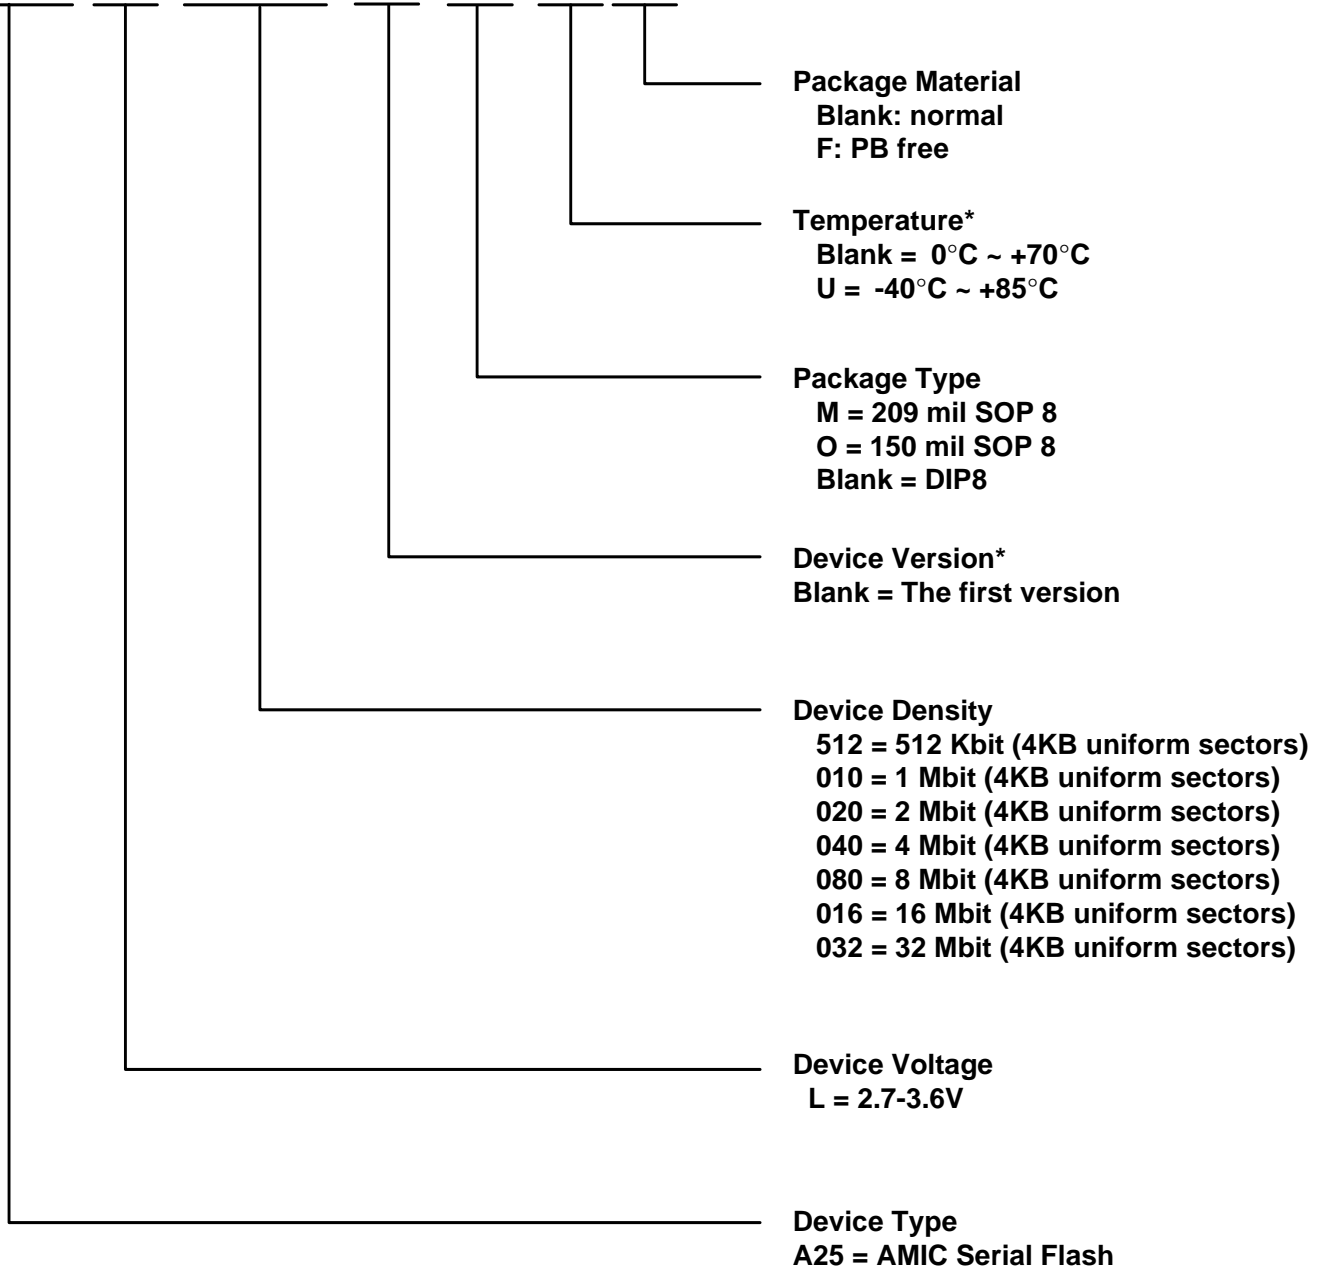 Package Material
Blank: normal
F: PB free
Temperature*
Blank = 0°C ~ +70°C
U = -40°C ~ +85°C
Package Type
M = 209 mil SOP 8
O = 150 mil SOP 8
Blank = DIP8
Device Version*
Blank = The first version
Device Density
512 = 512 Kbit (4KB uniform sectors)
010 = 1 Mbit (4KB uniform sectors)
020 = 2 Mbit (4KB uniform sectors)
040 = 4 Mbit (4KB uniform sectors)
080 = 8 Mbit (4KB uniform sectors)
016 = 16 Mbit (4KB uniform sectors)
032 = 32 Mbit (4KB uniform sectors)
Device Voltage
L = 2.7-3.6V
Device Type
A25 = AMIC Serial Flash